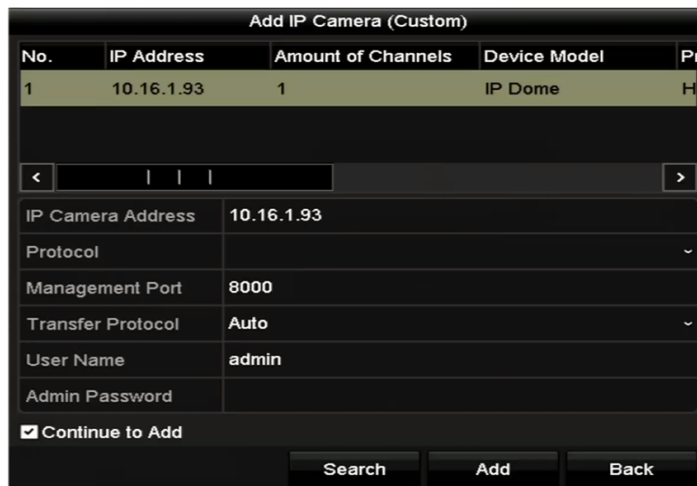 Add IP Camera (Custom)
No. IP Address Amount of Channels Device Model Pr
1 10.16.1.93 1 IP Dome H
IP Camera Address 10.16.1.93
Protocol
Management Port 8000
Transfer Protocol Auto
User Name admin
Admin Password
Continue to Add
Search Add Back